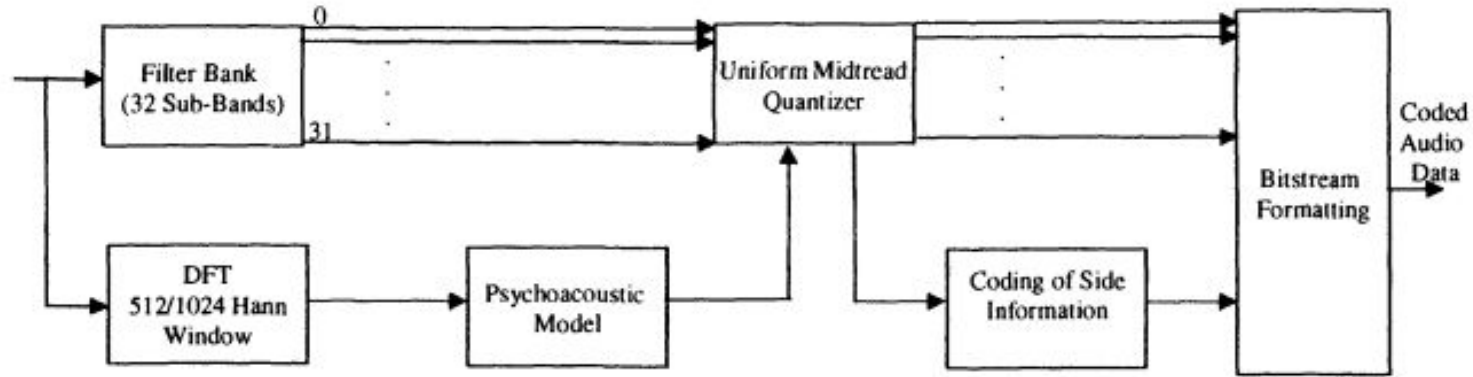 0
Filter Bank
(32 Sub-Bands)
31
Uniform Midtread
Quantizer
Coded
Audio
Data
Bitstream
Formatting
DFT
512/1024 Hann
Window
Psychoacoustic
Model
Coding of Side
Information